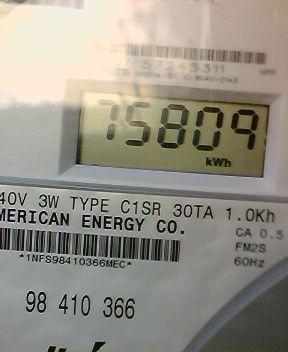 57245311
75809
kWh
40V 3W TYPE C1SR 30TA 1.0Kh
MERICAN ENERGY CO.
CA 0.5
FM2S
60Hz
*1NFS98410366MEC*
98 410 366